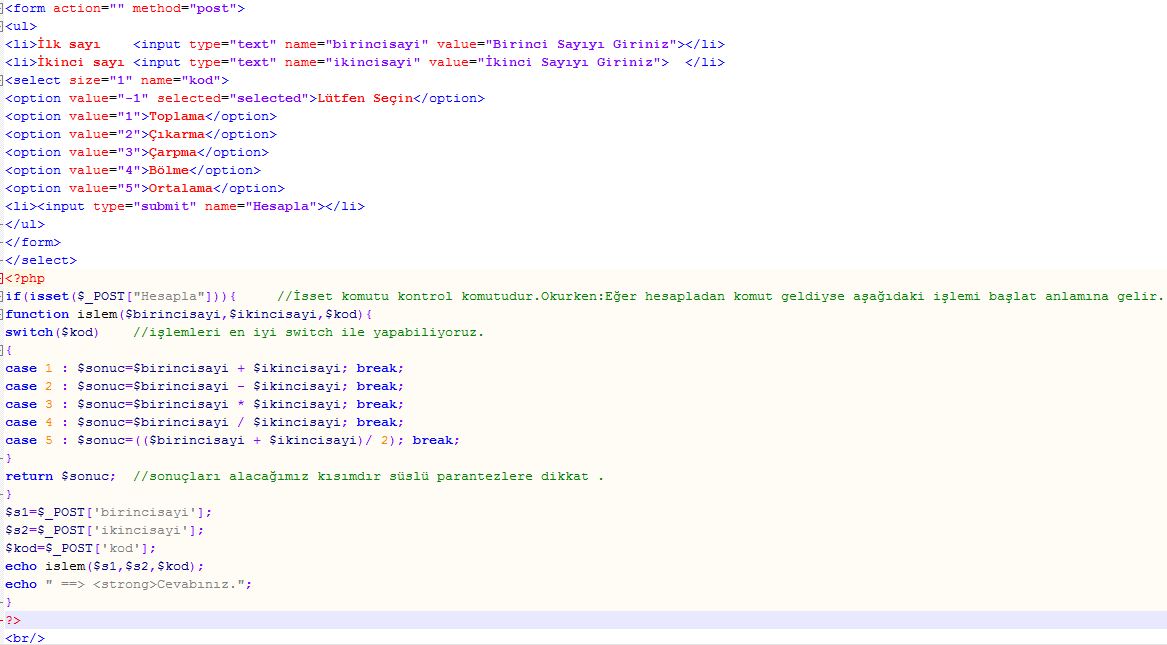 <form action="" method="post">
<ul>
<li>İlk sayı    <input type="text" name="birincisayi" value="Birinci Sayıyı Giriniz"></li>
<li>İkinci sayı <input type="text" name="ikincisayi" value="İkinci Sayıyı Giriniz">  </li>
<select size="1" name="kod">
<option value="-1" selected="selected">Lütfen Seçin</option>
<option value="1">Toplama</option>
<option value="2">Çıkarma</option>
<option value="3">Çarpma</option>
<option value="4">Bölme</option>
<option value="5">Ortalama</option>
<li><input type="submit" name="Hesapla"></li>
</ul>
</form>
</select>
<?php
if(isset($_POST["Hesapla"])){     //İsset komutu kontrol komutudur.Okurken:Eğer hesapladan komut geldiyse aşağıdaki işlemi başlat anlamına gelir.
function islem($birincisayi,$ikincisayi,$kod){
switch($kod)    //işlemleri en iyi switch ile yapabiliyoruz.
{
case 1 : $sonuc=$birincisayi + $ikincisayi; break;
case 2 : $sonuc=$birincisayi - $ikincisayi; break;
case 3 : $sonuc=$birincisayi * $ikincisayi; break;
case 4 : $sonuc=$birincisayi / $ikincisayi; break;
case 5 : $sonuc=(($birincisayi + $ikincisayi)/ 2); break;
}
return $sonuc;  //sonuçları alacağımız kısımdır süslü parantezlere dikkat .
}
$s1=$_POST['birincisayi'];
$s2=$_POST['ikincisayi'];
$kod=$_POST['kod'];
echo islem($s1,$s2,$kod);
echo " ==> <strong>Cevabınız.";
}
?>
<br/>